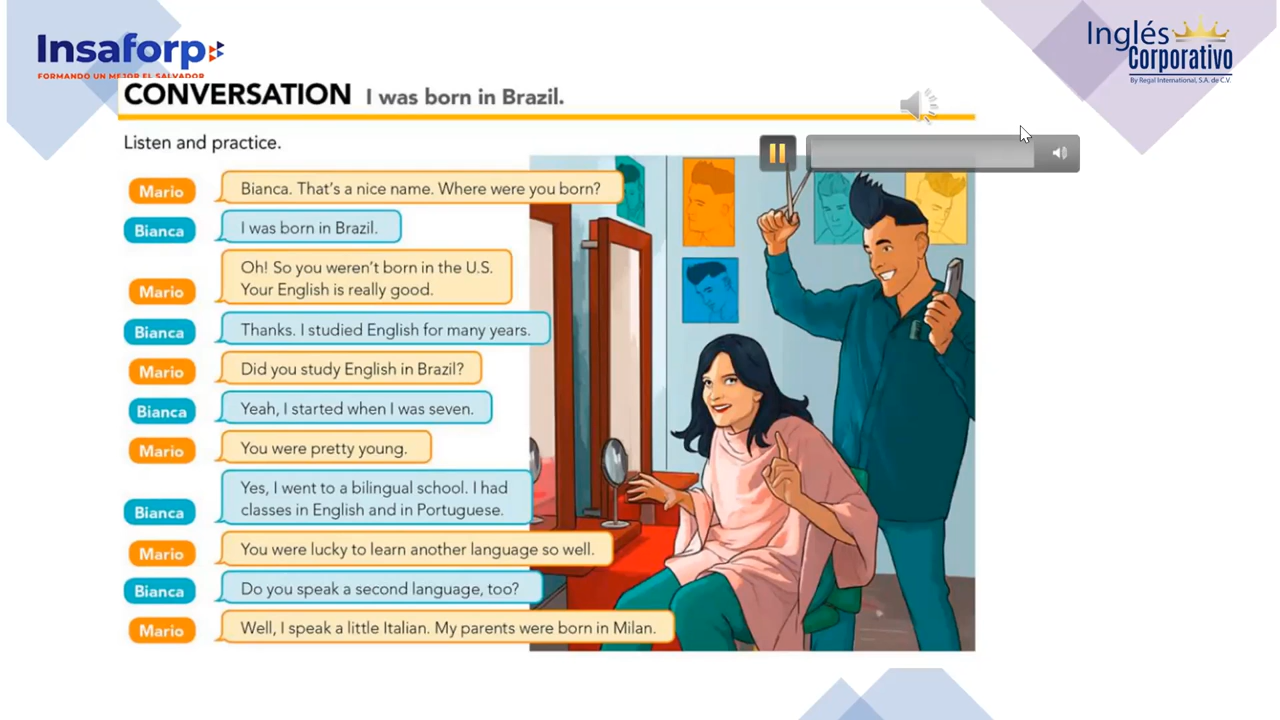 Insaforp
FORMANDO UN MEJOR EL SALVADOR
Inglés
Corporativo
By Regal International, S.A. de C.V.
CONVERSATION I was born in Brazil.
Listen and practice.
Mario Bianca. That's a nice name. Where were you born?
Bianca I was born in Brazil.
Oh! So you weren't born in the U.S.
Mario Your English is really good.
Bianca Thanks. I studied English for many years.
Mario Did you study English in Brazil?
Bianca Yeah, I started when I was seven.
Mario You were pretty young.
Yes, I went to a bilingual school. I had
Bianca classes in English and in Portuguese.
Mario You were lucky to learn another language so well.
Bianca Do you speak a second language, too?
Mario Well, I speak a little Italian. My parents were born in Milan.